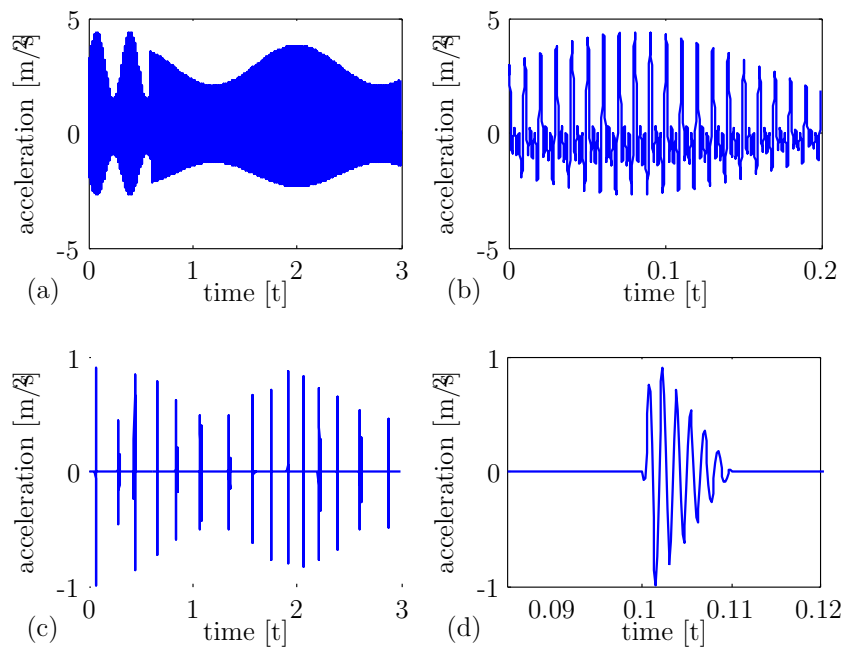 5
0
-5
acceleration [m/s²]
0 1 2 3
time [t]
(a)
5
0
-5
acceleration [m/s²]
0 0.1 0.2
time [t]
(b)
1
0
-1
acceleration [m/s²]
0 1 2 3
time [t]
(c)
1
0
-1
acceleration [m/s²]
0.09 0.1 0.11 0.12
time [t]
(d)